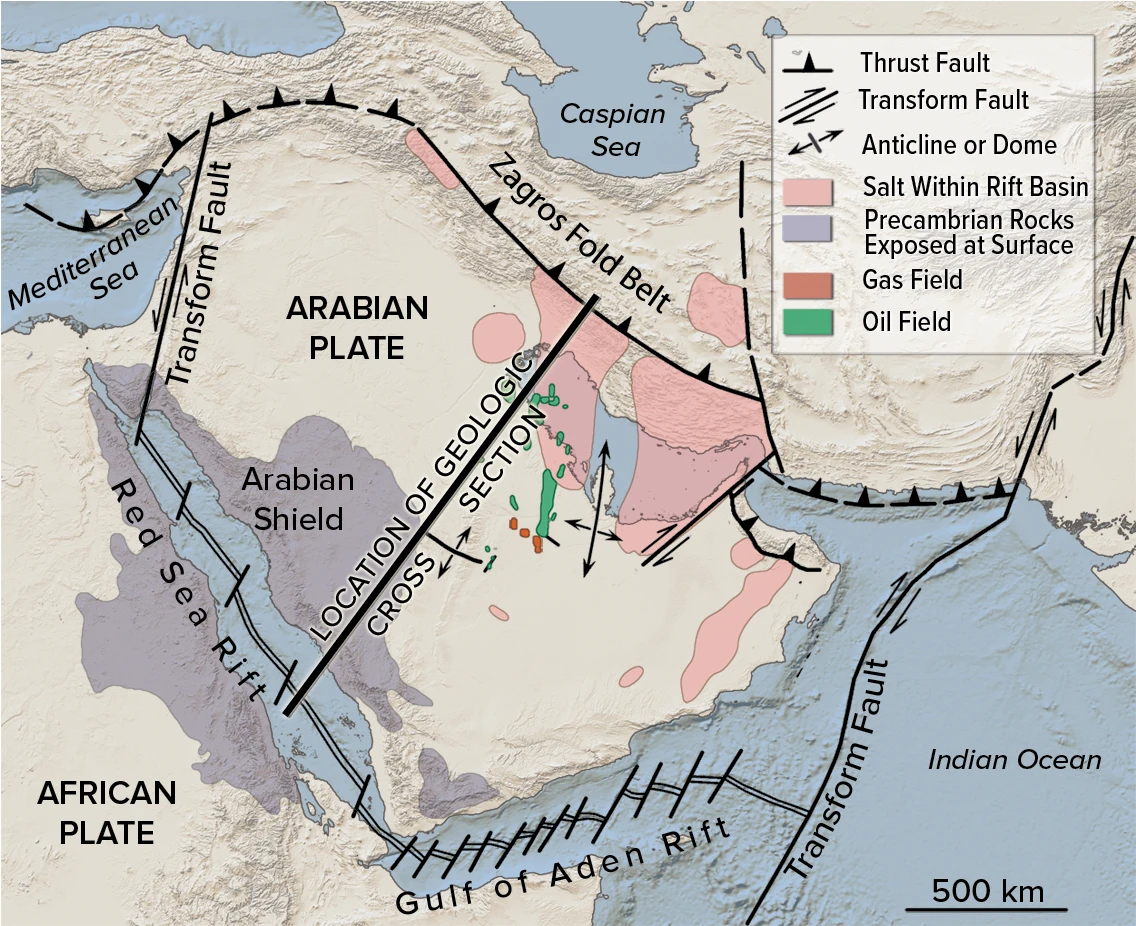 Thrust Fault
Transform Fault
Anticline or Dome
Salt Within Rift Basin
Precambrian Rocks
Exposed at Surface
Gas Field
Oil Field
Caspian
Sea
Zagros Fold Belt
Mediterranean
Sea
Transform Fault
ARABIAN
PLATE
LOCATION OF GEOLOGIC
CROSS SECTION
Arabian
Shield
Red Sea Rift
AFRICAN
PLATE
Gulf of Aden Rift
Transform Fault
Indian Ocean
500 km